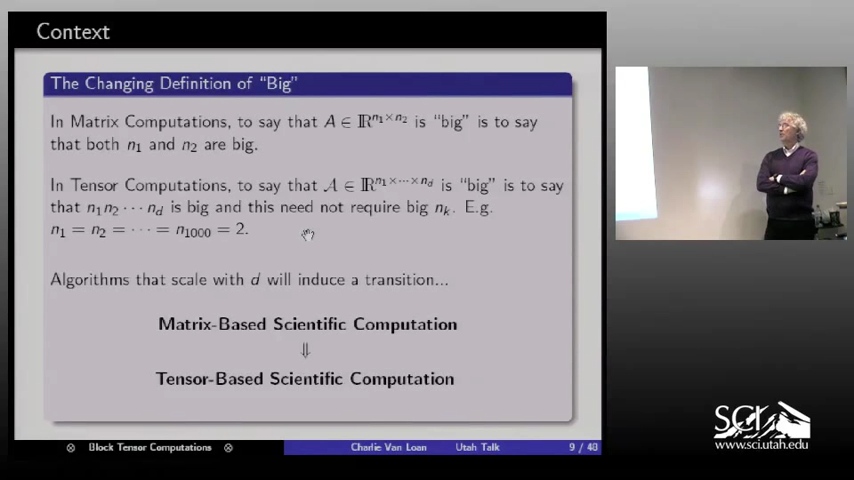 Context
The Changing Definition of "Big"
In Matrix Computations, to say that A ∈ ℝ^{n₁×n₂} is "big" is to say
that both n₁ and n₂ are big.
In Tensor Computations, to say that 𝒜 ∈ ℝ^{n₁×···×n_d} is "big" is to say
that n₁n₂ ··· n_d is big and this need not require big n_k. E.g.
n₁ = n₂ = ··· = n₁₀₀₀ = 2.
Algorithms that scale with d will induce a transition...
Matrix-Based Scientific Computation
⇓
Tensor-Based Scientific Computation
⊗ Block Tensor Computations ⊗ Charlie Van Loan Utah Talk 9 / 48
SCI
www.sci.utah.edu